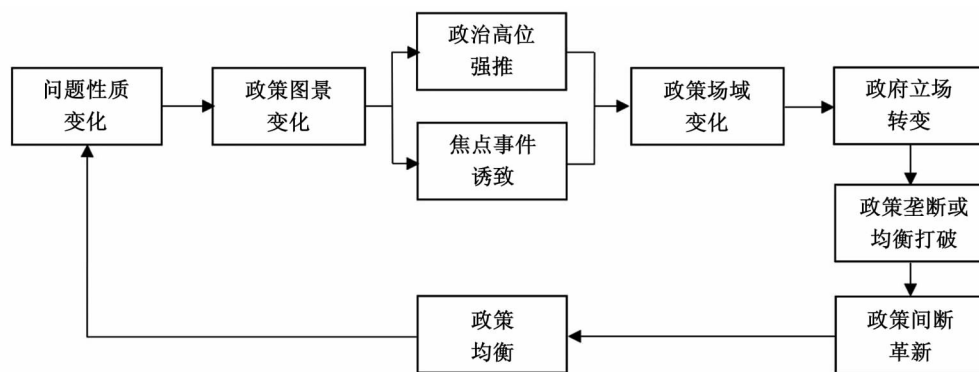 问题性质
变化
政策图景
变化
政治高位
强推
焦点事件
诱致
政策场域
变化
政府立场
转变
政策垄断或
均衡打破
政策间断
革新
政策
均衡